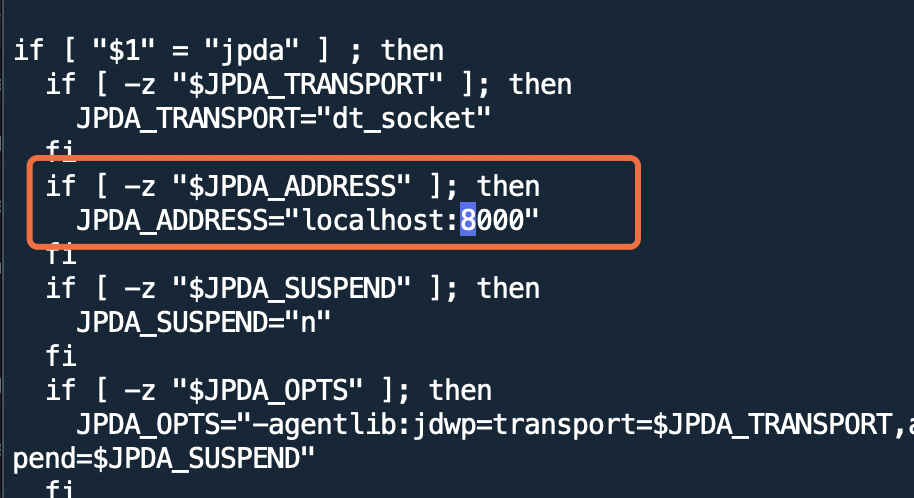 if [ "$1" = "jpda" ] ; then
  if [ -z "$JPDA_TRANSPORT" ]; then
    JPDA_TRANSPORT="dt_socket"
  fi
  if [ -z "$JPDA_ADDRESS" ]; then
    JPDA_ADDRESS="localhost:8000"
  fi
  if [ -z "$JPDA_SUSPEND" ]; then
    JPDA_SUSPEND="n"
  fi
  if [ -z "$JPDA_OPTS" ]; then
    JPDA_OPTS="-agentlib:jdwp=transport=$JPDA_TRANSPORT,a
pend=$JPDA_SUSPEND"
  fi